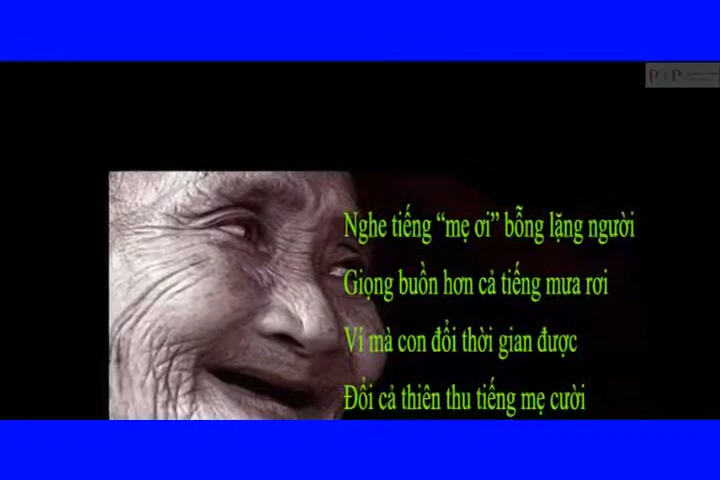 Nghe tiếng “mẹ ơi” bỗng lặng người
Giọng buồn hơn cả tiếng mưa rơi
Ví mà con đổi thời gian được
Đổi cả thiên thu tiếng mẹ cười